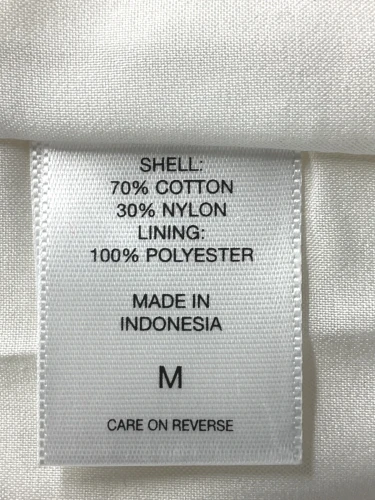 SHELL:
70% COTTON
30% NYLON
LINING:
100% POLYESTER
MADE IN
INDONESIA
M
CARE ON REVERSE